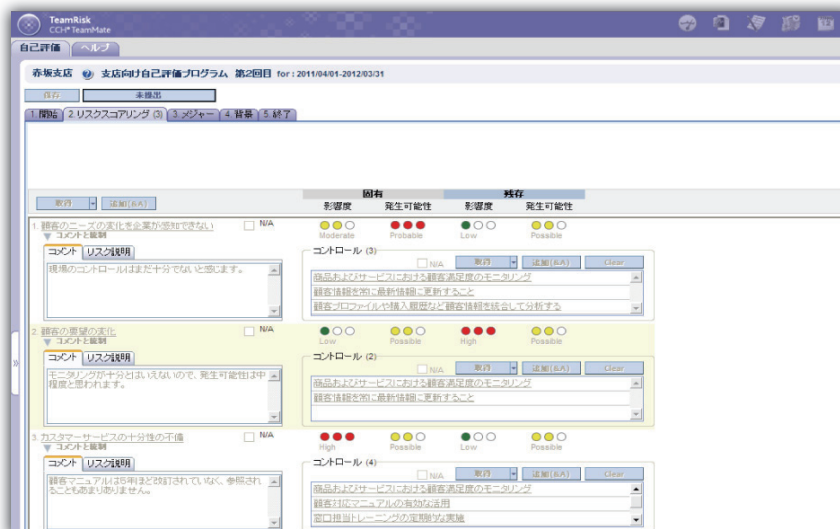 TeamRisk
CCH® TeamMate
自己評価 ヘルプ
赤坂支店 支店向け自己評価プログラム 第2回目 for : 2011/04/01-2012/03/31
保存 未提出
1. 開始 2. リスクスコアリング (3) 3. メジャー 4. 背景 5. 終了
固有 残存
取得 追加(&A) 影響度 発生可能性 影響度 発生可能性
1. 顧客のニーズの変化を企業が感知できない N/A
Moderate Probable Low Possible
コメントと統制
コメント リスク説明 コントロール (3)
N/A 取得 追加(&A) Clear
現場のコントロールはまだ十分でないと感じます。
商品およびサービスにおける顧客満足度のモニタリング
顧客情報を常に最新情報に更新すること
顧客プロファイルや購入履歴など顧客情報を統合して分析する
2. 顧客の要望の変化 N/A
Low Possible High Possible
コメントと統制
コメント リスク説明 コントロール (2)
N/A 取得 追加(&A) Clear
モニタリングが十分とはいえないので、発生可能性は中
程度と思われます。
商品およびサービスにおける顧客満足度のモニタリング
顧客情報を常に最新情報に更新すること
3. カスタマーサービスの十分性の不備 N/A
High Possible Low Possible
コメントと統制
コメント リスク説明 コントロール (4)
N/A 取得 追加(&A) Clear
顧客マニュアルは5年ほど改訂されていなく、参照され
ることもあまりありません。
商品およびサービスにおける顧客満足度のモニタリング
顧客対応マニュアルの有効な活用
窓口担当トレーニングの定期的な実施